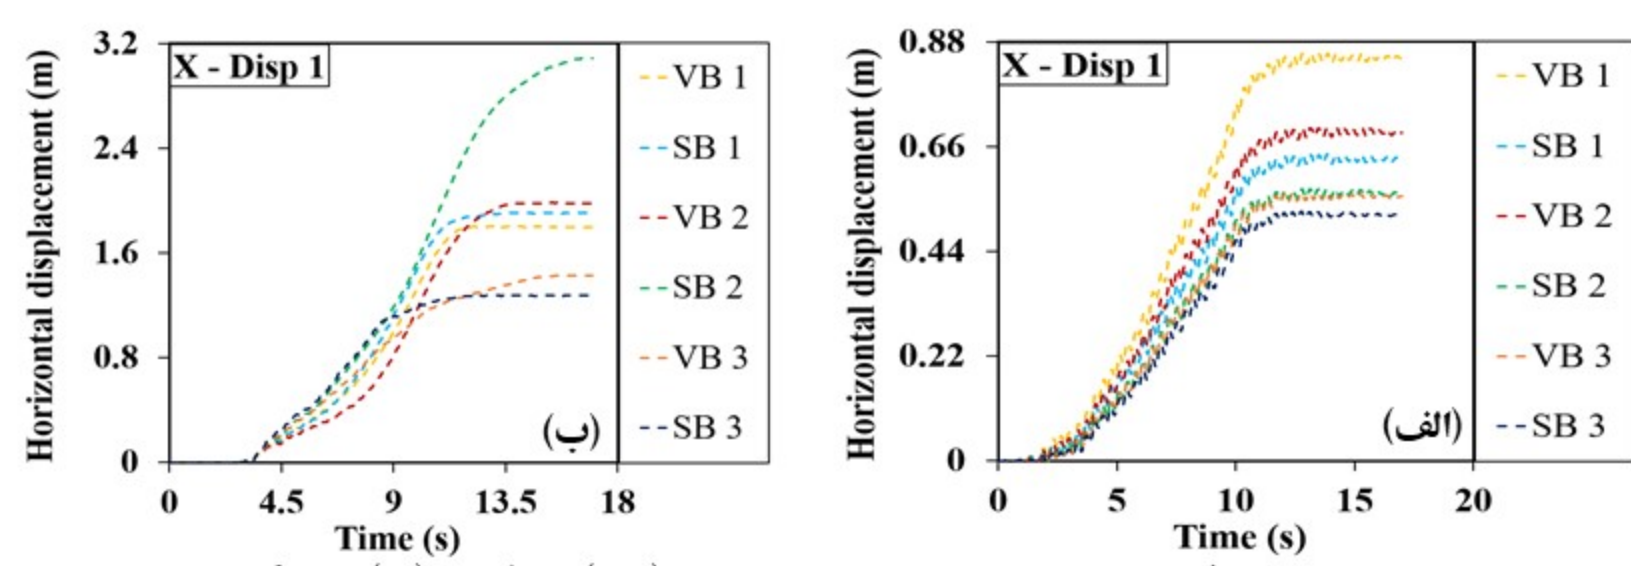 Horizontal displacement (m)
3.2
2.4
1.6
0.8
0
X - Disp 1
(ب)
0 4.5 9 13.5 18
Time (s)
VB 1
SB 1
VB 2
SB 2
VB 3
SB 3
Horizontal displacement (m)
0.88
0.66
0.44
0.22
0
X - Disp 1
(الف)
0 5 10 15 20
Time (s)
VB 1
SB 1
VB 2
SB 2
VB 3
SB 3